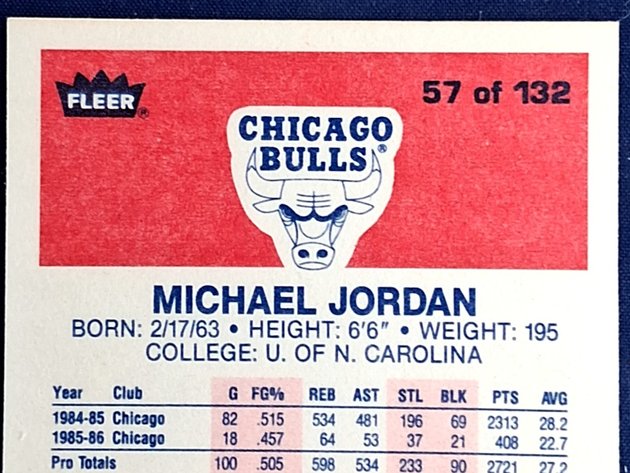 FLEER®
57 of 132
CHICAGO
BULLS®
MICHAEL JORDAN
BORN: 2/17/63 • HEIGHT: 6'6" • WEIGHT: 195
COLLEGE: U. OF N. CAROLINA
Year Club G FG% REB AST STL BLK PTS AVG
1984-85 Chicago 82 .515 534 481 196 69 2313 28.2
1985-86 Chicago 18 .457 64 53 37 21 408 22.7
Pro Totals 100 .505 598 534 233 90 2721